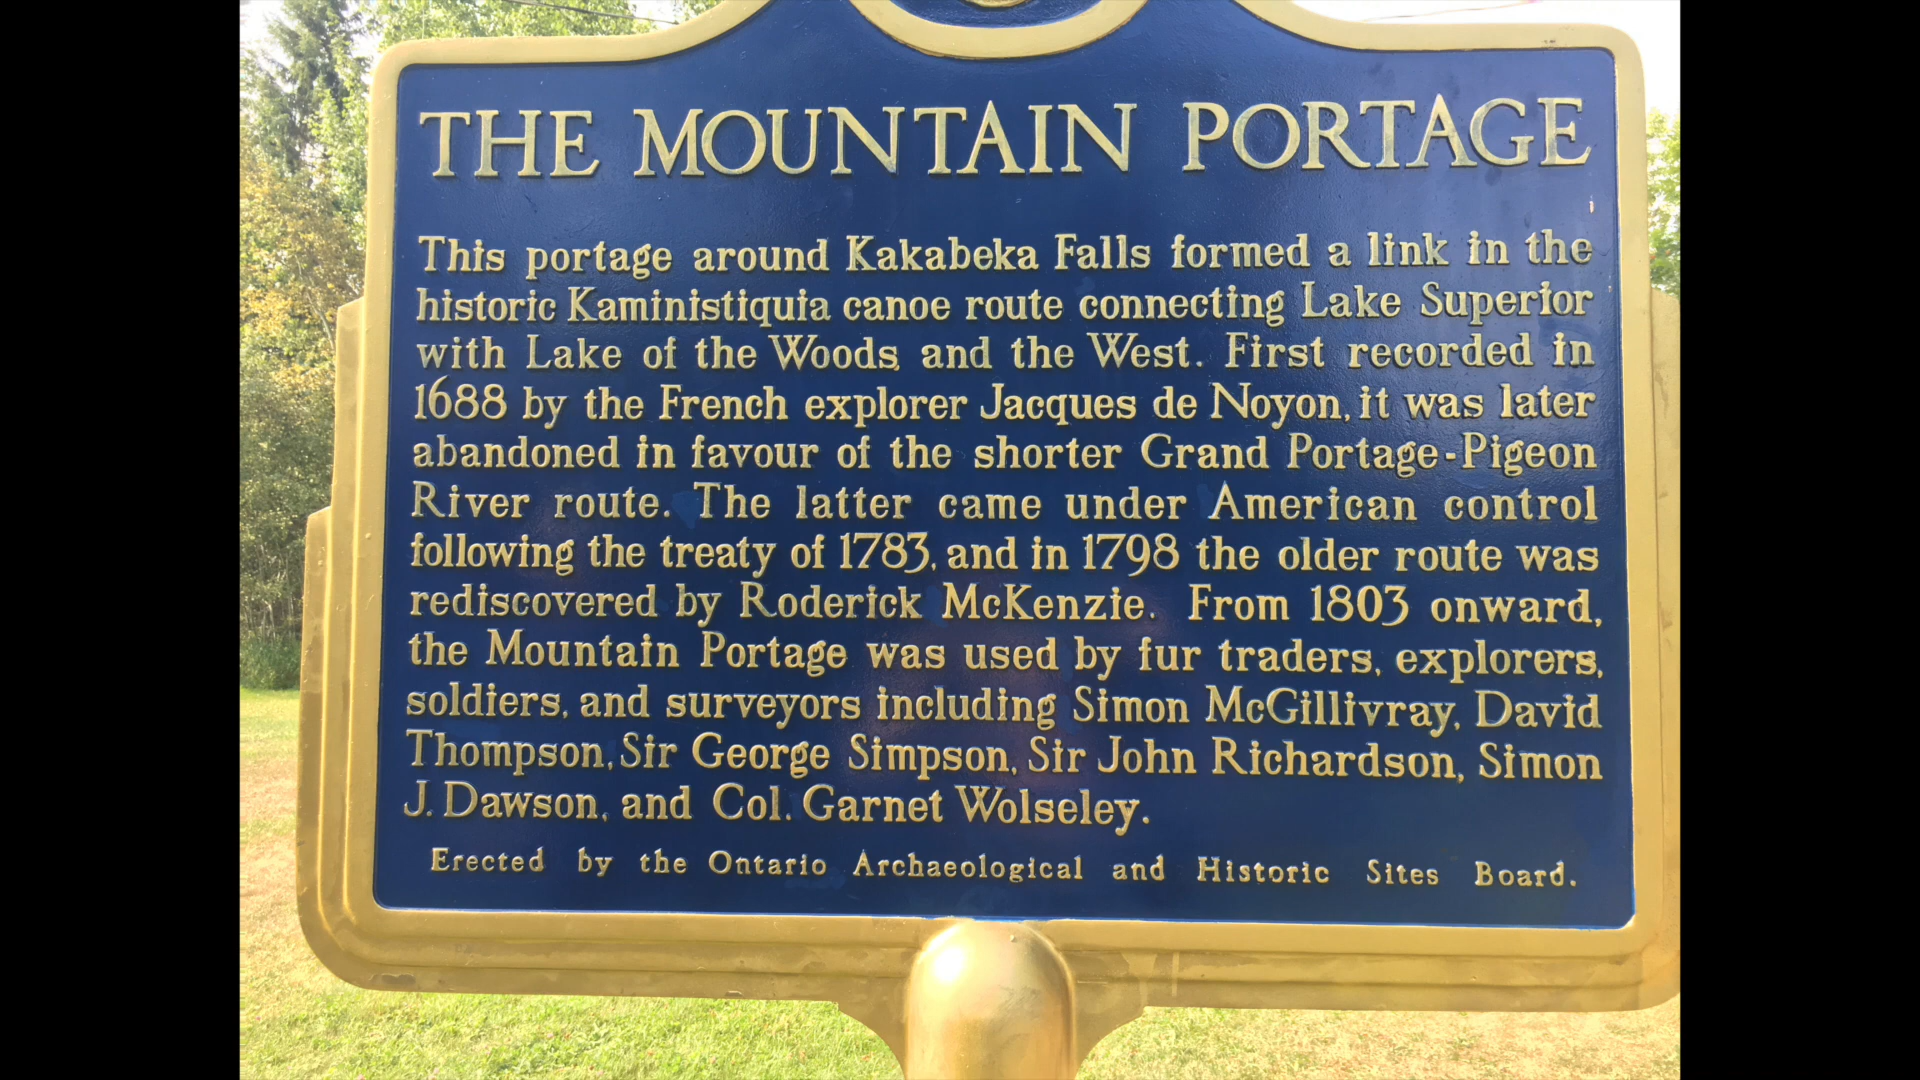 THE MOUNTAIN PORTAGE
This portage around Kakabeka Falls formed a link in the
historic Kaministiquia canoe route connecting Lake Superior
with Lake of the Woods and the West. First recorded in
1688 by the French explorer Jacques de Noyon, it was later
abandoned in favour of the shorter Grand Portage-Pigeon
River route. The latter came under American control
following the treaty of 1783, and in 1798 the older route was
rediscovered by Roderick McKenzie. From 1803 onward,
the Mountain Portage was used by fur traders, explorers,
soldiers, and surveyors including Simon McGillivray, David
Thompson, Sir George Simpson, Sir John Richardson, Simon
J. Dawson, and Col. Garnet Wolseley.
Erected by the Ontario Archaeological and Historic Sites Board.